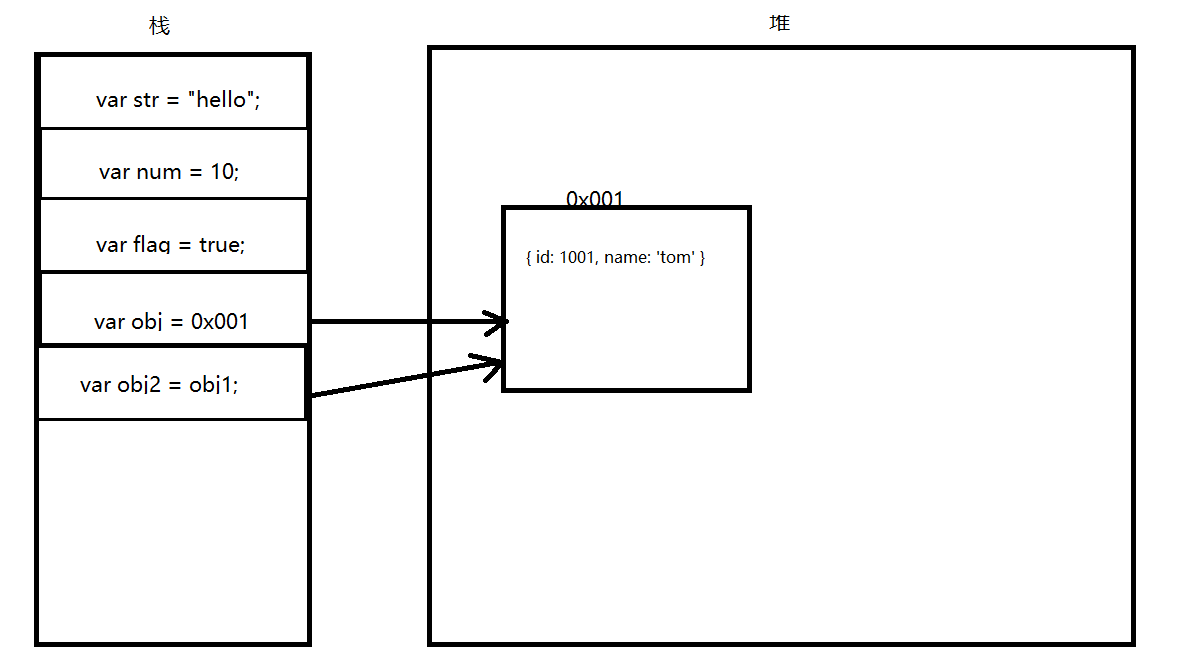 栈
堆
var str = "hello";
var num = 10;
var flag = true;
var obj = 0x001
var obj2 = obj1;
0x001
{ id: 1001, name: 'tom' }